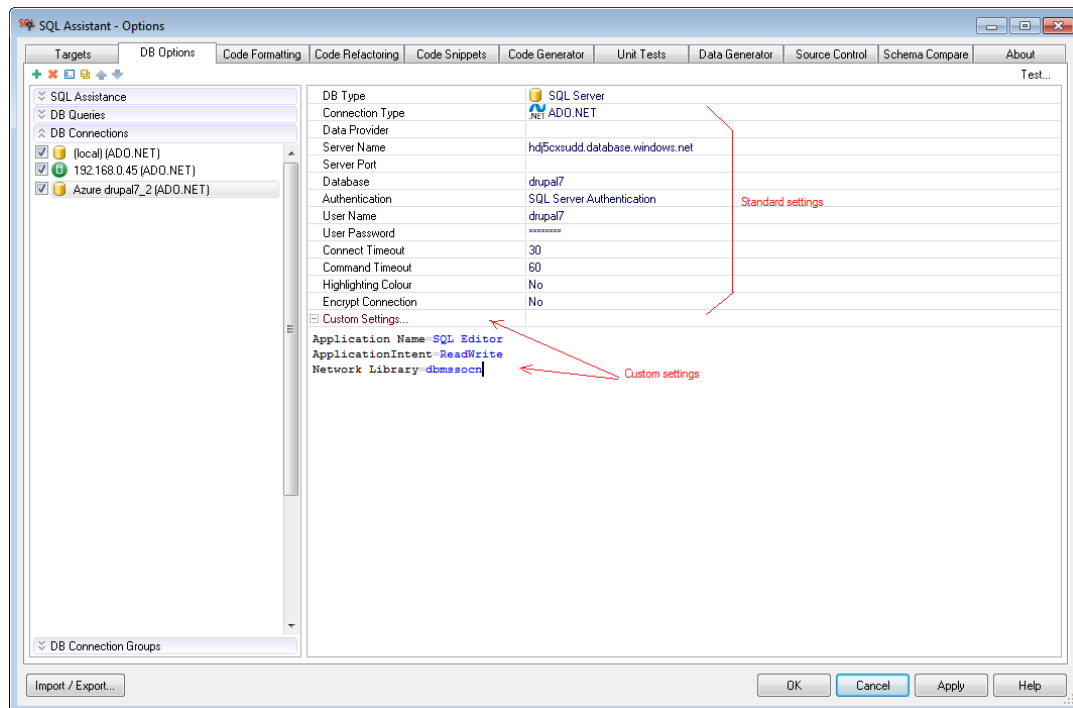 SQL Assistant - Options
Targets DB Options Code Formatting Code Refactoring Code Snippets Code Generator Unit Tests Data Generator Source Control Schema Compare About
Test...
SQL Assistance
DB Queries
DB Connections
(local) (ADO.NET)
192.168.0.45 (ADO.NET)
Azure drupal7_2 (ADO.NET)
DB Connection Groups
DB Type SQL Server
Connection Type .NET ADO.NET
Data Provider
Server Name hdj5cxsudd.database.windows.net
Server Port
Database drupal7
Authentication SQL Server Authentication
User Name drupal7
User Password ××××××××
Connect Timeout 30
Command Timeout 60
Highlighting Colour No
Encrypt Connection No
Custom Settings...
Application Name=SQL Editor
ApplicationIntent=ReadWrite
Network Library=dbmssocn
Standard settings
Custom settings
Import / Export... OK Cancel Apply Help